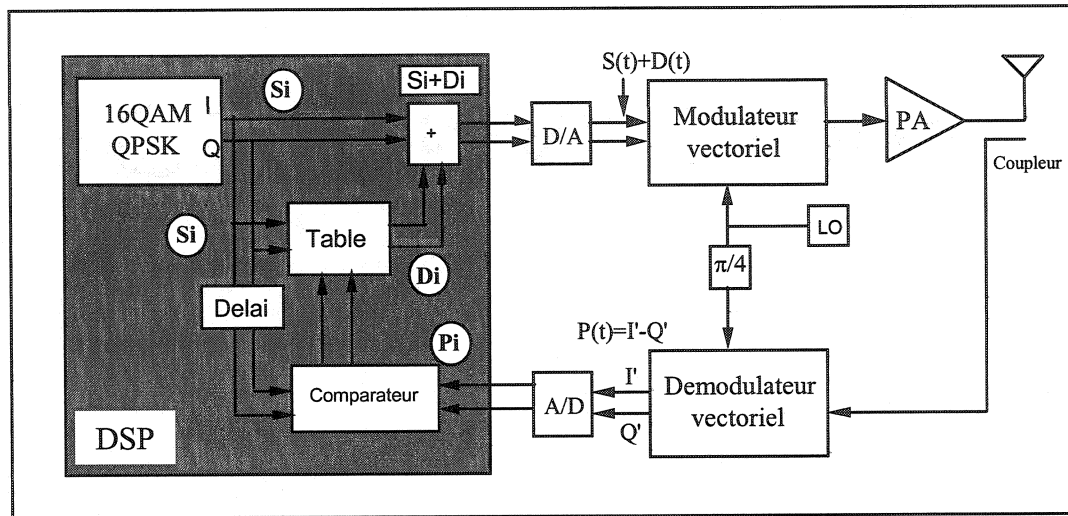 S(t)+D(t)
Si
Si+Di
16QAM
QPSK
I
Q
+
D/A
Modulateur
vectoriel
PA
Coupleur
Si
Table
LO
Di
π/4
Delai
P(t)=I'-Q'
Pi
Comparateur
A/D
I'
Q'
Demodulateur
vectoriel
DSP